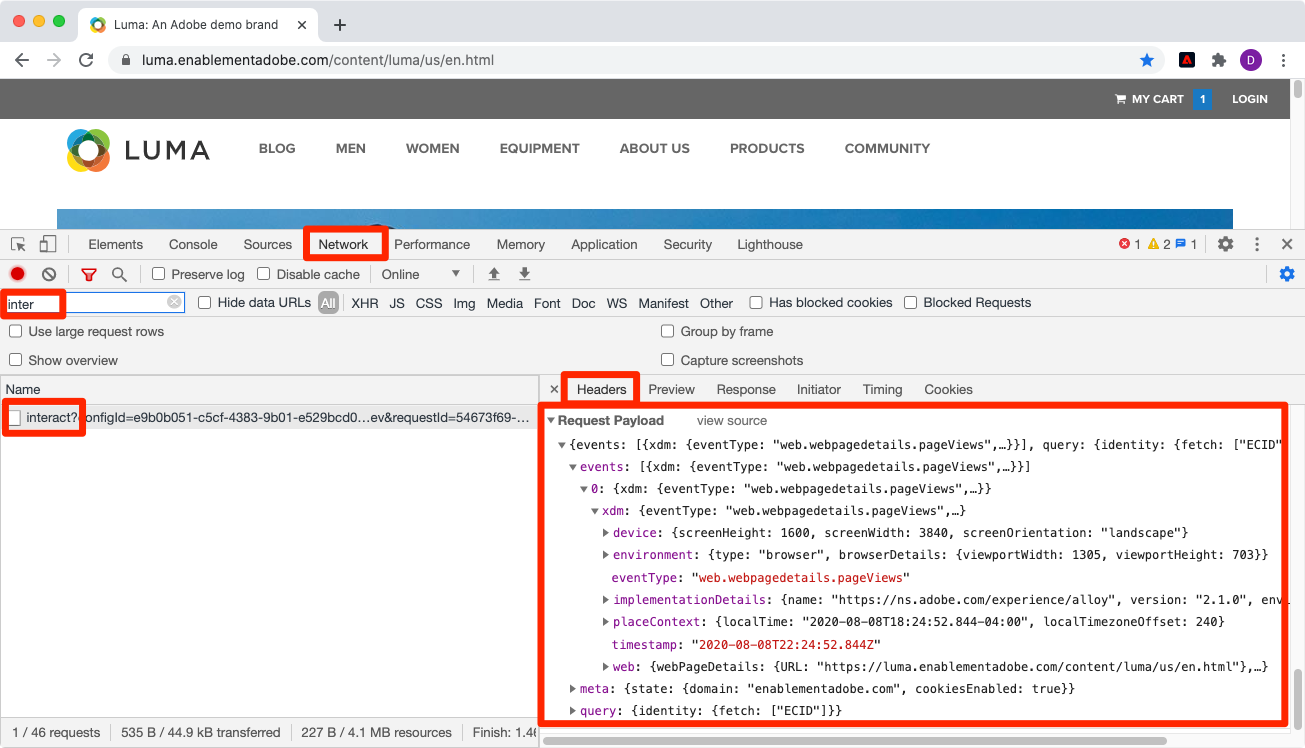 Luma: An Adobe demo brand
luma.enablementadobe.com/content/luma/us/en.html
D
MY CART 1 LOGIN
LUMA BLOG MEN WOMEN EQUIPMENT ABOUT US PRODUCTS COMMUNITY
Elements Console Sources Network Performance Memory Application Security Lighthouse 1 2 1
Preserve log Disable cache Online
inter Hide data URLs All XHR JS CSS Img Media Font Doc WS Manifest Other Has blocked cookies Blocked Requests
Use large request rows Group by frame
Show overview Capture screenshots
Name
Headers Preview Response Initiator Timing Cookies
interact?configId=e9b0b051-c5cf-4383-9b01-e529bcd0…ev&requestId=54673f69-…
Request Payload view source
{events: [{xdm: {eventType: "web.webpagedetails.pageViews",…}}], query: {identity: {fetch: ["ECID"
events: [{xdm: {eventType: "web.webpagedetails.pageViews",…}}]
0: {xdm: {eventType: "web.webpagedetails.pageViews",…}}
xdm: {eventType: "web.webpagedetails.pageViews",…}
device: {screenHeight: 1600, screenWidth: 3840, screenOrientation: "landscape"}
environment: {type: "browser", browserDetails: {viewportWidth: 1305, viewportHeight: 703}}
eventType: "web.webpagedetails.pageViews"
implementationDetails: {name: "https://ns.adobe.com/experience/alloy", version: "2.1.0", env
placeContext: {localTime: "2020-08-08T18:24:52.844-04:00", localTimezoneOffset: 240}
timestamp: "2020-08-08T22:24:52.844Z"
web: {webPageDetails: {URL: "https://luma.enablementadobe.com/content/luma/us/en.html"},…}
meta: {state: {domain: "enablementadobe.com", cookiesEnabled: true}}
query: {identity: {fetch: ["ECID"]}}
1 / 46 requests 535 B / 44.9 kB transferred 227 B / 4.1 MB resources Finish: 1.46